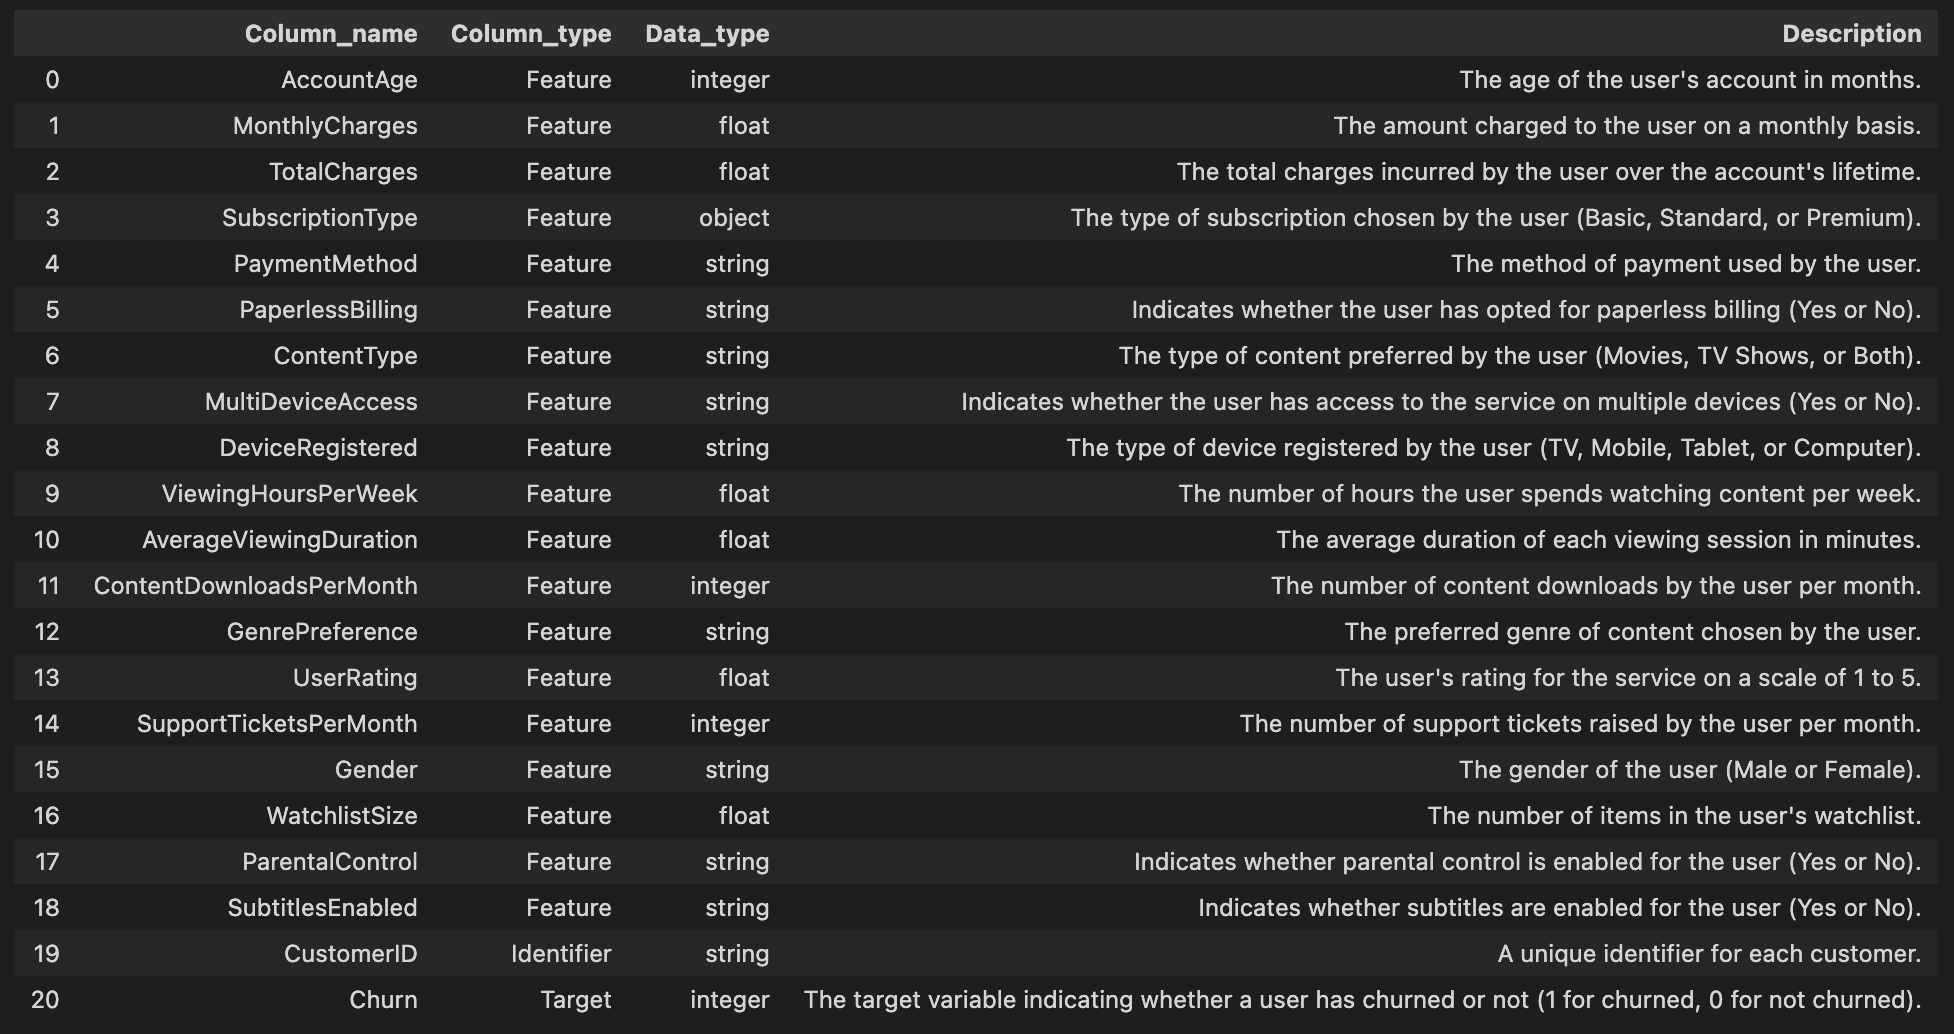 Column_name Column_type Data_type Description
0 AccountAge Feature integer The age of the user's account in months.
1 MonthlyCharges Feature float The amount charged to the user on a monthly basis.
2 TotalCharges Feature float The total charges incurred by the user over the account's lifetime.
3 SubscriptionType Feature object The type of subscription chosen by the user (Basic, Standard, or Premium).
4 PaymentMethod Feature string The method of payment used by the user.
5 PaperlessBilling Feature string Indicates whether the user has opted for paperless billing (Yes or No).
6 ContentType Feature string The type of content preferred by the user (Movies, TV Shows, or Both).
7 MultiDeviceAccess Feature string Indicates whether the user has access to the service on multiple devices (Yes or No).
8 DeviceRegistered Feature string The type of device registered by the user (TV, Mobile, Tablet, or Computer).
9 ViewingHoursPerWeek Feature float The number of hours the user spends watching content per week.
10 AverageViewingDuration Feature float The average duration of each viewing session in minutes.
11 ContentDownloadsPerMonth Feature integer The number of content downloads by the user per month.
12 GenrePreference Feature string The preferred genre of content chosen by the user.
13 UserRating Feature float The user's rating for the service on a scale of 1 to 5.
14 SupportTicketsPerMonth Feature integer The number of support tickets raised by the user per month.
15 Gender Feature string The gender of the user (Male or Female).
16 WatchlistSize Feature float The number of items in the user's watchlist.
17 ParentalControl Feature string Indicates whether parental control is enabled for the user (Yes or No).
18 SubtitlesEnabled Feature string Indicates whether subtitles are enabled for the user (Yes or No).
19 CustomerID Identifier string A unique identifier for each customer.
20 Churn Target integer The target variable indicating whether a user has churned or not (1 for churned, 0 for not churned).